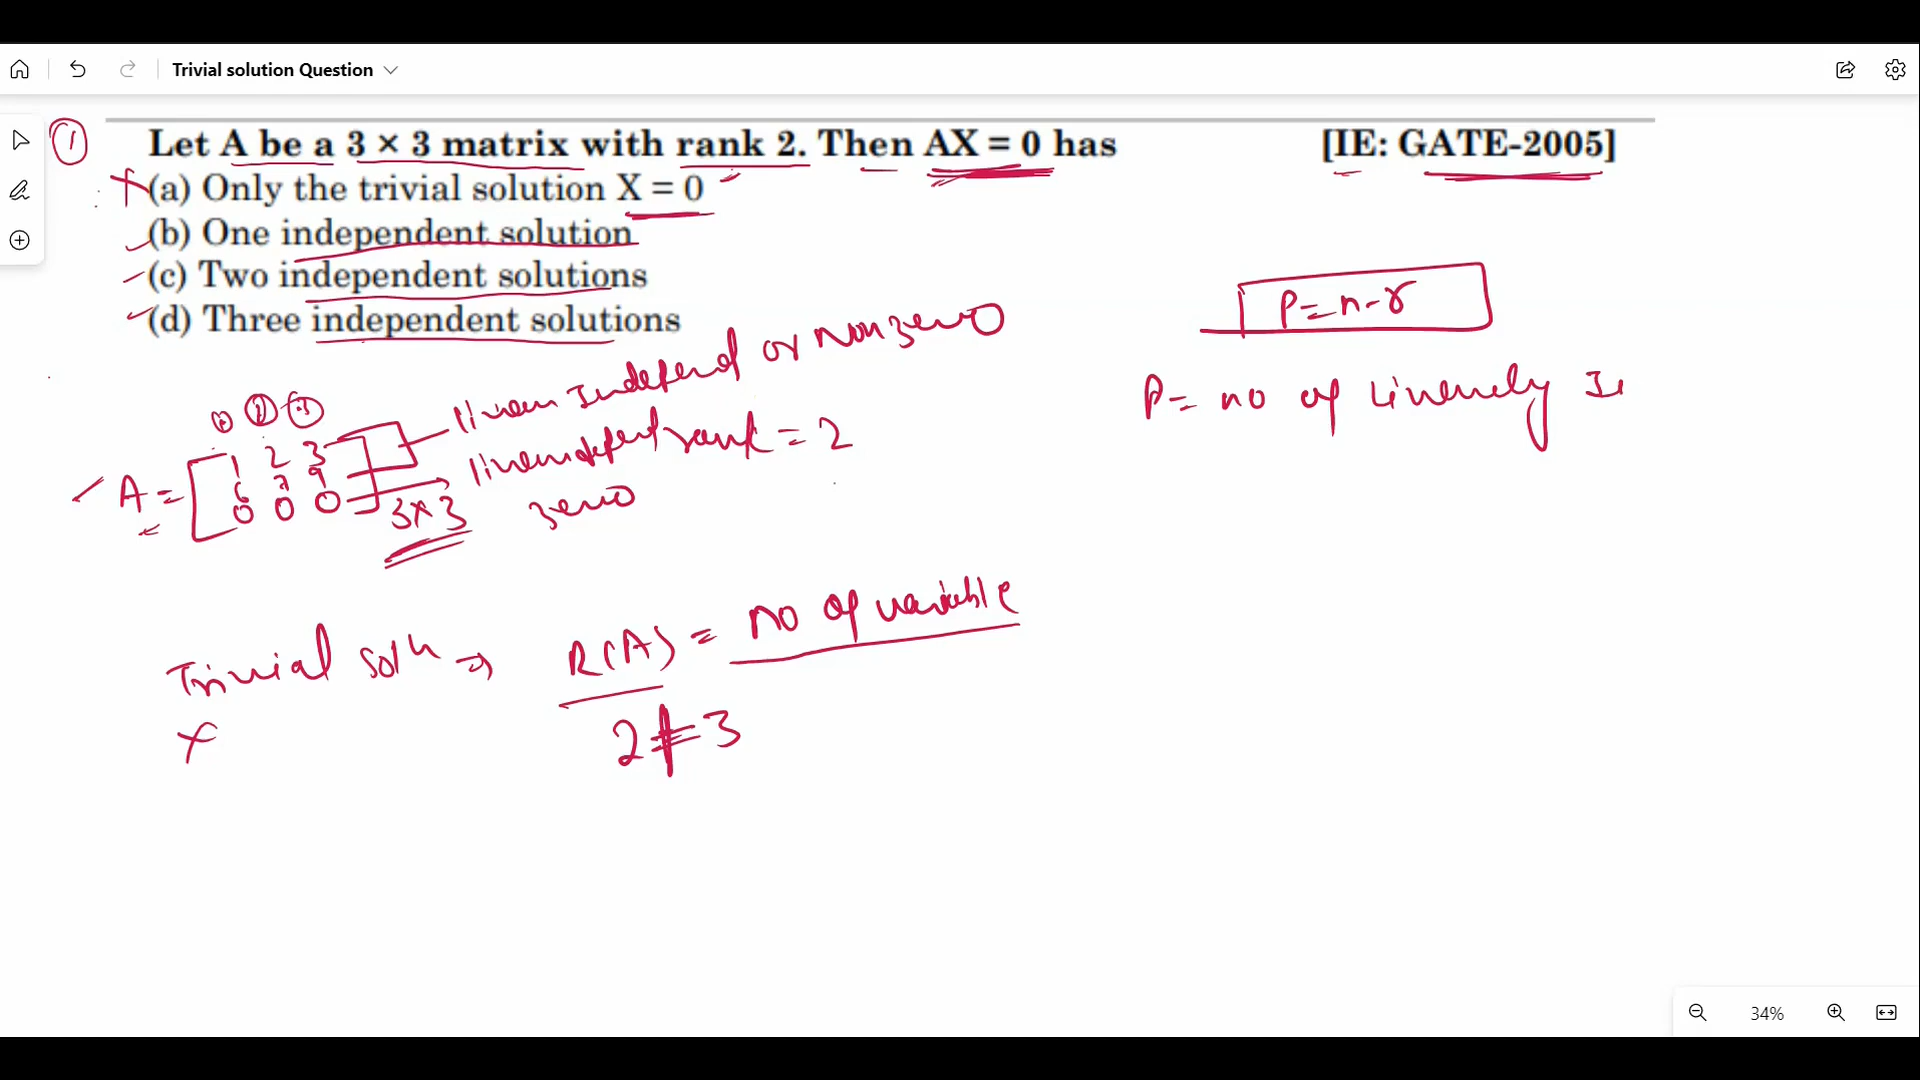 Trivial solution Question
1
Let A be a 3 × 3 matrix with rank 2. Then AX = 0 has [IE: GATE-2005]
(a) Only the trivial solution X = 0
(b) One independent solution
(c) Two independent solutions
(d) Three independent solutions
P = n - r
P = no of Linearly In
or Non zero
rank = 2
zero
A = [ 1 2 3
6 7 9
0 0 0 ] 3×3
Trivial Soln ⇒ R(A) = no of variable
2 ≠ 3
34%